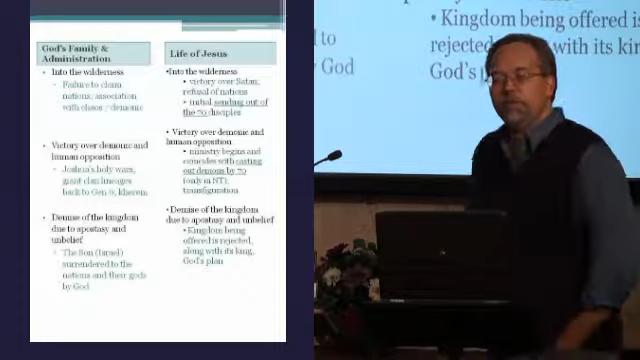 God's Family &
Administration
Into the wilderness
Failure to claim
nations, association
with chaos / demonic
Victory over demonic and
human opposition
Joshua's holy wars,
giant clan lineages
back to Gen 6, kherem
Demise of the kingdom
due to apostasy and
unbelief
The Son (Israel)
surrendered to the
nations and their gods
by God
Life of Jesus
•Into the wilderness
• victory over Satan,
refusal of nations
• initial sending out of
the 70 disciples
• Victory over demonic and
human opposition
• ministry begins and
coincides with casting
out demons by 70
(only in NT);
transfiguration
• Demise of the kingdom
due to apostasy and unbelief
• Kingdom being
offered is rejected,
along with its king,
God's plan
d to
y God
• Kingdom being offered is
rejected, with its king
God's